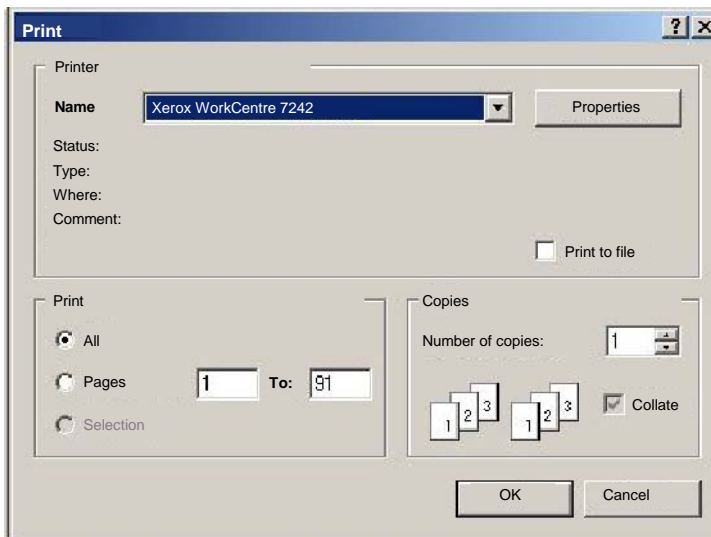 Print
? X
Printer
Name Xerox WorkCentre 7242 Properties
Status:
Type:
Where:
Comment:
Print to file
Print
All
Pages 1 To: 91
Selection
Copies
Number of copies: 1
1 2 3 1 2 3 Collate
OK Cancel